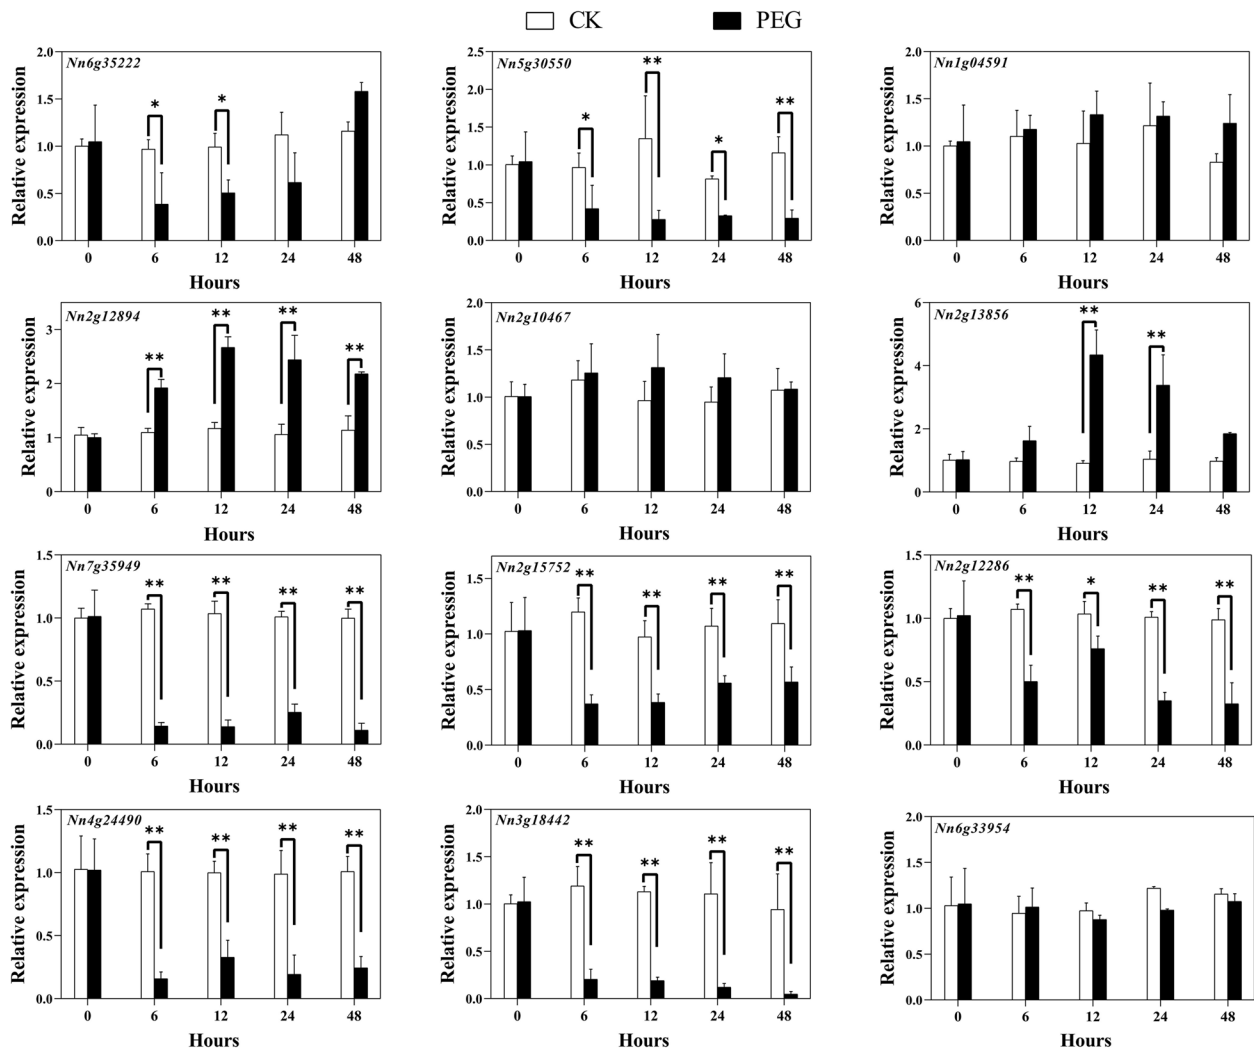 CK PEG
Nn6g35222
Relative expression
2.0
1.5
1.0
0.5
0.0
* *
0 6 12 24 48
Hours
Nn5g30550
Relative expression
2.5
2.0
1.5
1.0
0.5
0.0
* ** * **
0 6 12 24 48
Hours
Nn1g04591
Relative expression
2.0
1.5
1.0
0.5
0.0
0 6 12 24 48
Hours
Nn2g12894
Relative expression
3
2
1
0
** ** ** **
0 6 12 24 48
Hours
Nn2g10467
Relative expression
2.0
1.5
1.0
0.5
0.0
0 6 12 24 48
Hours
Nn2g13856
Relative expression
6
4
2
0
** **
0 6 12 24 48
Hours
Nn7g35949
Relative expression
1.5
1.0
0.5
0.0
** ** ** **
0 6 12 24 48
Hours
Nn2g15752
Relative expression
1.5
1.0
0.5
0.0
** ** ** **
0 6 12 24 48
Hours
Nn2g12286
Relative expression
1.5
1.0
0.5
0.0
** * ** **
0 6 12 24 48
Hours
Nn4g24490
Relative expression
1.5
1.0
0.5
0.0
** ** ** **
0 6 12 24 48
Hours
Nn3g18442
Relative expression
2.0
1.5
1.0
0.5
0.0
** ** ** **
0 6 12 24 48
Hours
Nn6g33954
Relative expression
2.0
1.5
1.0
0.5
0.0
0 6 12 24 48
Hours